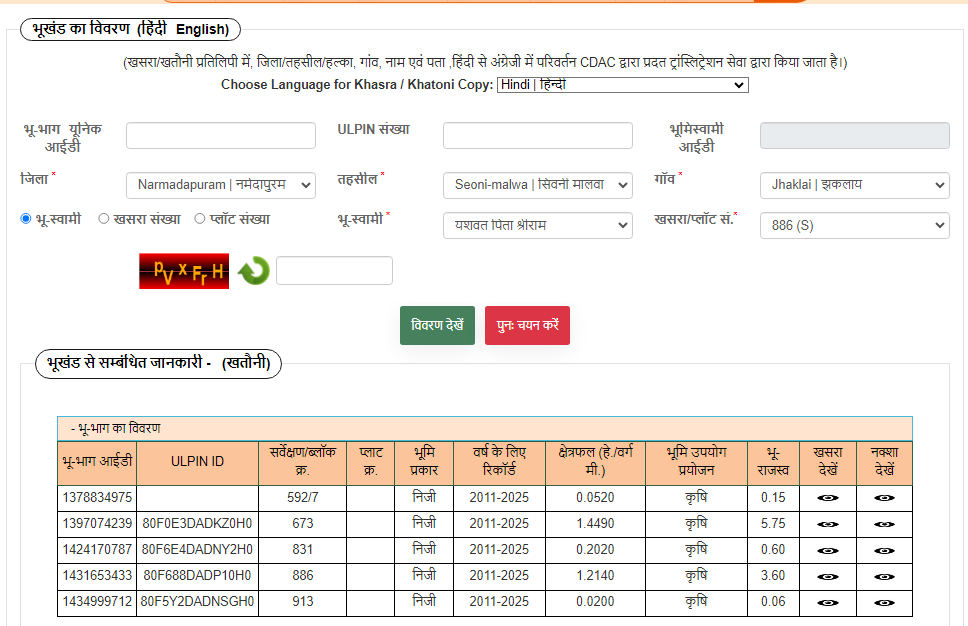 भूखंड का विवरण (हिंदी English)
(खसरा/खतौनी प्रतिलिपी में, जिला/तहसील/हल्का, गांव, नाम एवं पता ,हिंदी से अंग्रेजी में परिवर्तन CDAC द्वारा प्रदत ट्रांस्लिट्रेशन सेवा द्वारा किया जाता है।)
Choose Language for Khasra / Khatoni Copy: Hindi | हिन्दी
भू-भाग यूनिक आईडी ULPIN संख्या भूमिस्वामी आईडी
जिला * Narmadapuram | नर्मदापुरम तहसील * Seoni-malwa | सिवनी मालवा गाँव * Jhaklai | झकलाय
भू-स्वामी खसरा संख्या प्लॉट संख्या भू-स्वामी * यशवंत पिता श्रीराम खसरा/प्लॉट सं.* 886 (S)
PVxFrH
विवरण देखें पुनः चयन करें
भूखंड से सम्बंधित जानकारी - (खतौनी)
- भू-भाग का विवरण
भू-भाग आईडी ULPIN ID सर्वेक्षण/ब्लॉक क्र. प्लाट क्र. भूमि प्रकार वर्ष के लिए रिकॉर्ड क्षेत्रफल (हे./वर्ग मी.) भूमि उपयोग प्रयोजन भू-राजस्व खसरा देखें नक्शा देखें
1378834975 592/7 निजी 2011-2025 0.0520 कृषि 0.15
1397074239 80F0E3DADKZ0H0 673 निजी 2011-2025 1.4490 कृषि 5.75
1424170787 80F6E4DADNY2H0 831 निजी 2011-2025 0.2020 कृषि 0.60
1431653433 80F688DADP10H0 886 निजी 2011-2025 1.2140 कृषि 3.60
1434999712 80F5Y2DADNSGH0 913 निजी 2011-2025 0.0200 कृषि 0.06